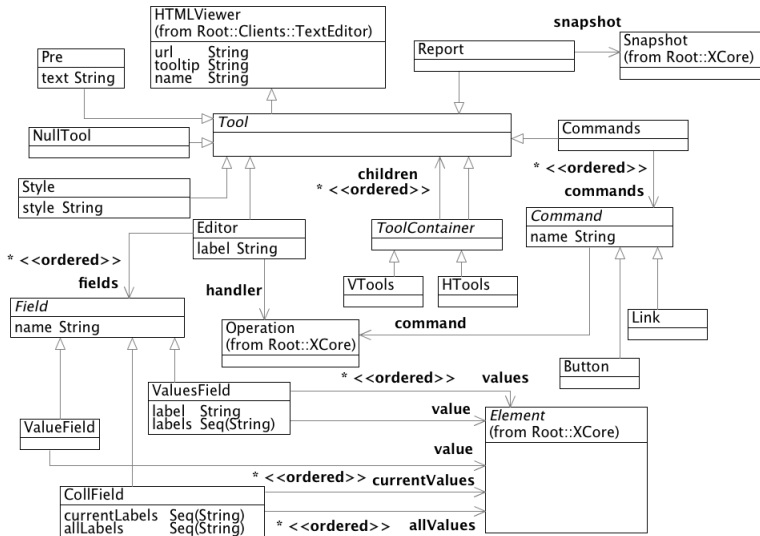 HTMLViewer
(from Root::Clients::TextEditor)
url String
tooltip String
name String
snapshot
Report
Snapshot
(from Root::XCore)
Pre
text String
Tool
NullTool
Commands
children
* <<ordered>>
* <<ordered>>
commands
Style
style String
Editor
label String
ToolContainer
Command
name String
* <<ordered>>
fields
handler
VTools
HTools
Field
name String
Operation
(from Root::XCore)
command
Link
Button
ValuesField
label String
labels Seq(String)
* <<ordered>> values
value
Element
(from Root::XCore)
ValueField
value
* <<ordered>> currentValues
CollField
currentLabels Seq(String)
allLabels Seq(String)
* <<ordered>> allValues